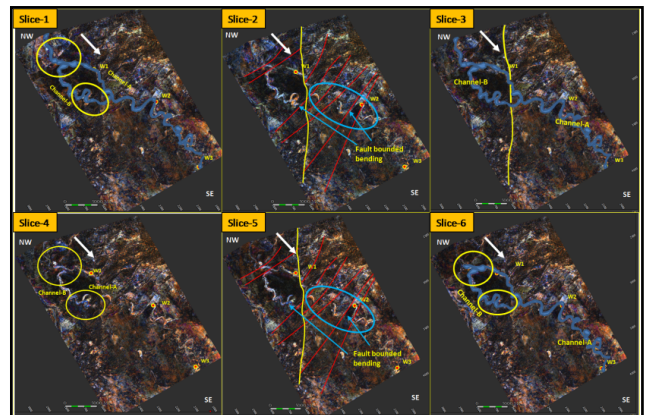 Slice-1
NW
W1
Channel-A
Channel-B
W2
W3
SE
Slice-2
NW
W1
W2
Fault bounded
bending
W3
SE
Slice-3
NW
W1
Channel-B
W2
Channel-A
W3
SE
Slice-4
NW
W1
Channel-B
Channel-A
W2
W3
SE
Slice-5
NW
W1
W2
Fault bounded
bending
W3
SE
Slice-6
NW
W1
Channel-B
W2
Channel-A
W3
SE